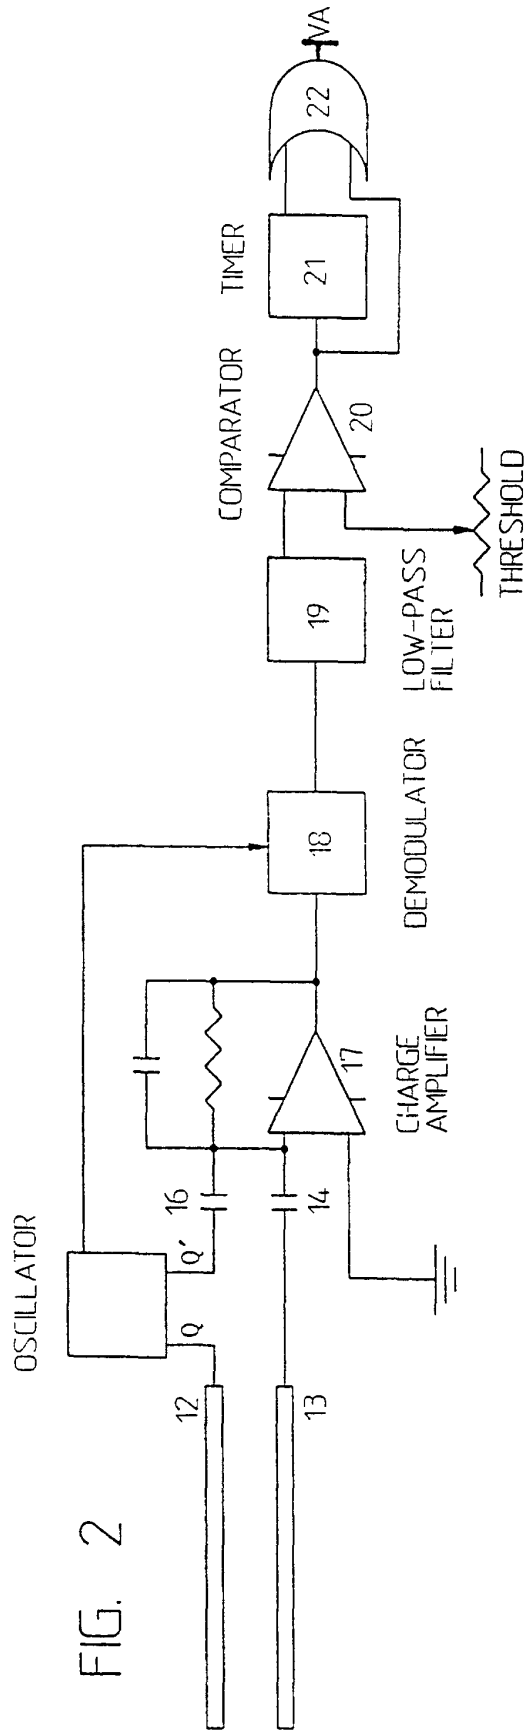 FIG. 2
OSCILLATOR
Q
Q'
12
13
16
14
17
CHARGE
AMPLIFIER
18
DEMODULATOR
19
LOW-PASS
FILTER
COMPARATOR
20
THRESHOLD
TIMER
21
22
VA